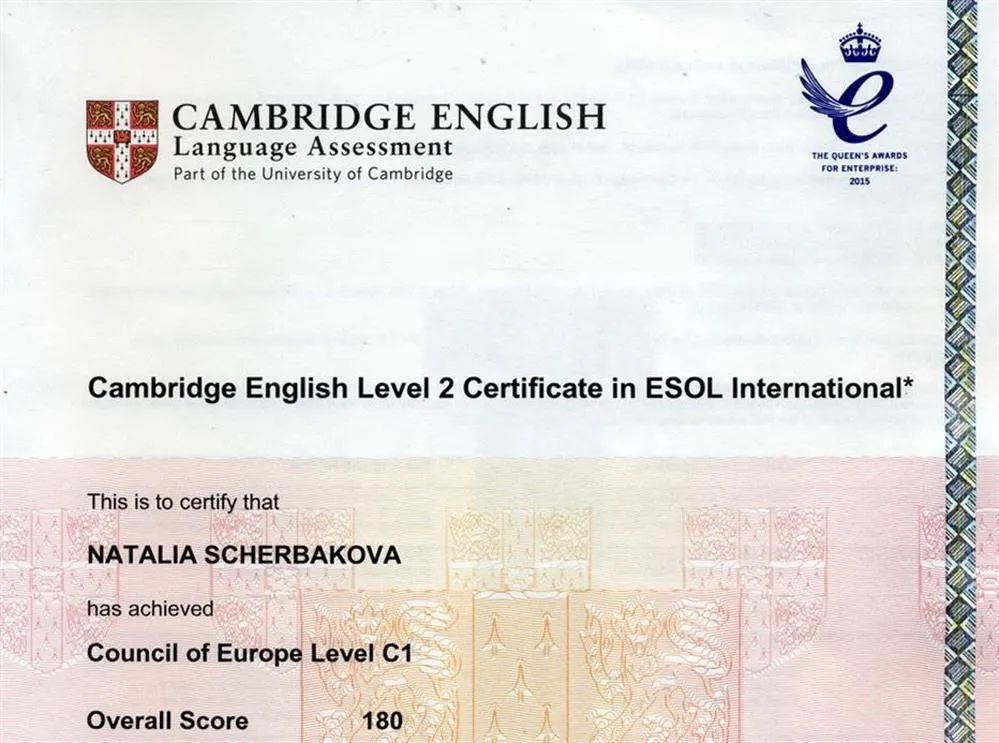 CAMBRIDGE ENGLISH
Language Assessment
Part of the University of Cambridge
THE QUEEN'S AWARDS
FOR ENTERPRISE:
2015
Cambridge English Level 2 Certificate in ESOL International*
This is to certify that
NATALIA SCHERBAKOVA
has achieved
Council of Europe Level C1
Overall Score 180